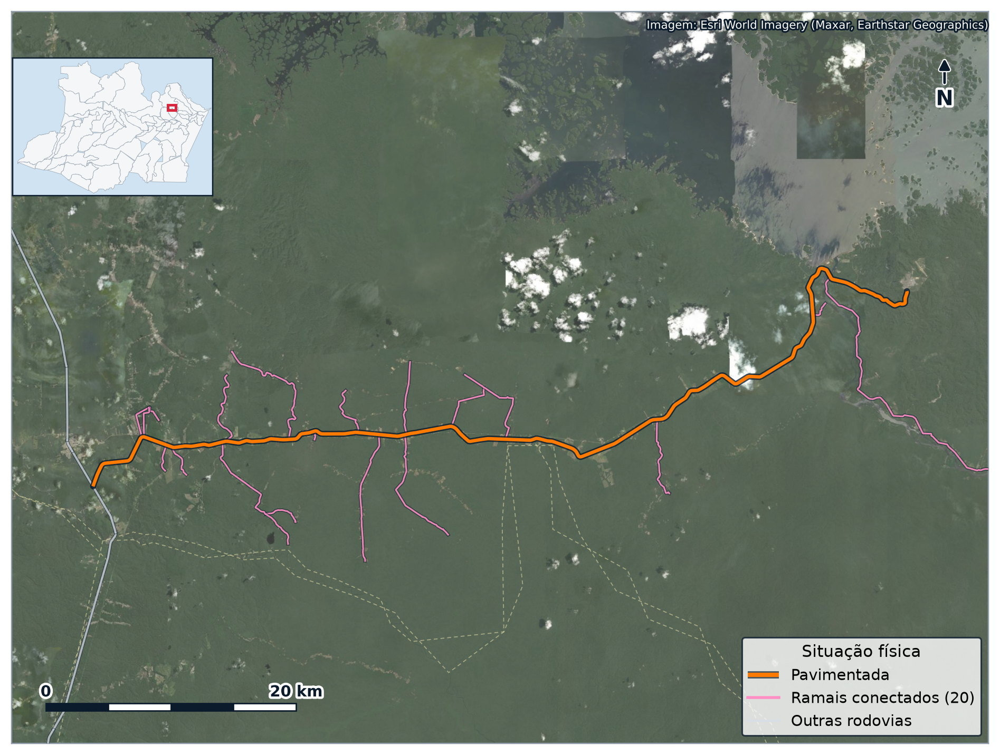 Imagem: Esri World Imagery (Maxar, Earthstar Geographics)
N
0 20 km
Situação física
Pavimentada
Ramais conectados (20)
Outras rodovias